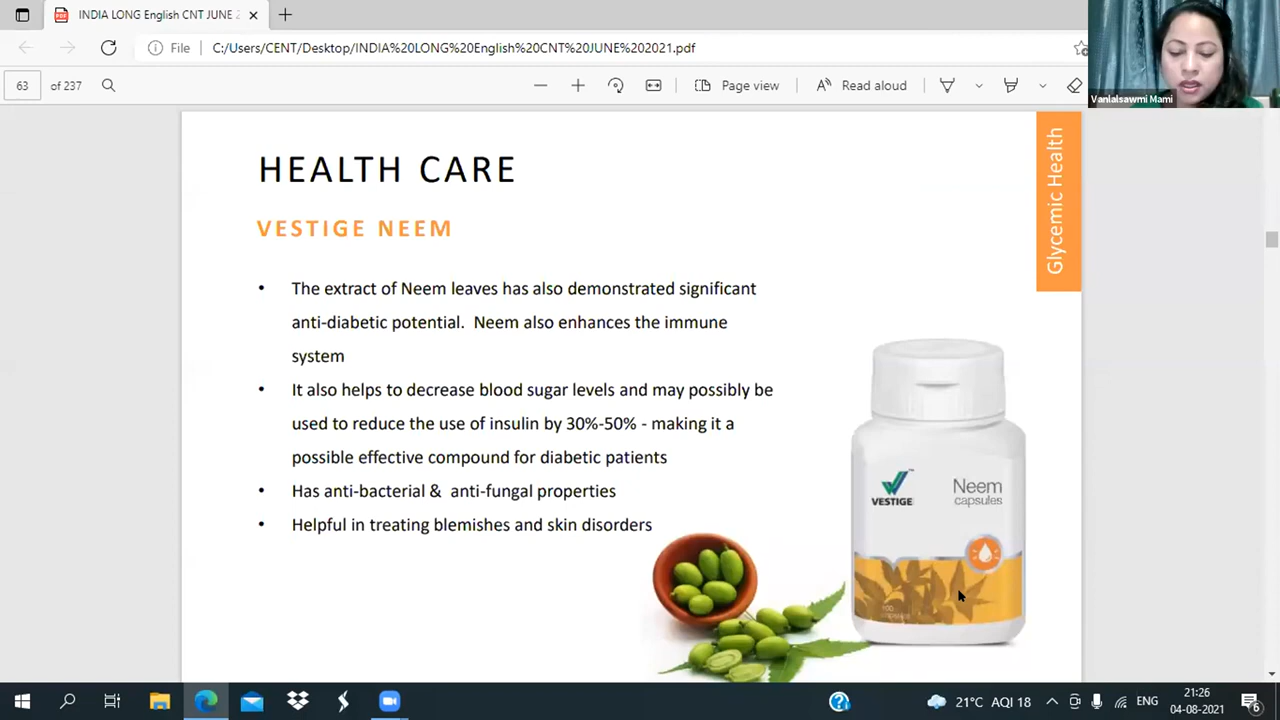 INDIA LONG English CNT JUNE 2
File
C:/Users/CENT/Desktop/INDIA%20LONG%20English%20CNT%20JUNE%202021.pdf
Vanlalsawmi Mami
63 of 237
Page view
Read aloud
HEALTH CARE
Glycemic Health
VESTIGE NEEM
• The extract of Neem leaves has also demonstrated significant
anti-diabetic potential. Neem also enhances the immune
system
• It also helps to decrease blood sugar levels and may possibly be
used to reduce the use of insulin by 30%-50% - making it a
possible effective compound for diabetic patients
• Has anti-bacterial & anti-fungal properties
• Helpful in treating blemishes and skin disorders
VESTIGE
Neem
capsules
21°C AQI 18
ENG
21:26
04-08-2021
6